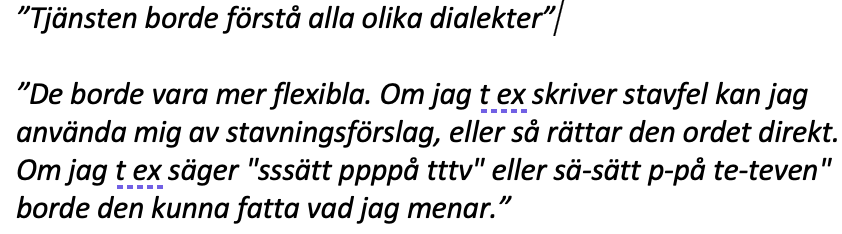 ”Tjänsten borde förstå alla olika dialekter”
”De borde vara mer flexibla. Om jag t ex skriver stavfel kan jag
använda mig av stavningsförslag, eller så rättar den ordet direkt.
Om jag t ex säger "sssätt ppppå tttv" eller sä-sätt p-på te-teven"
borde den kunna fatta vad jag menar.”